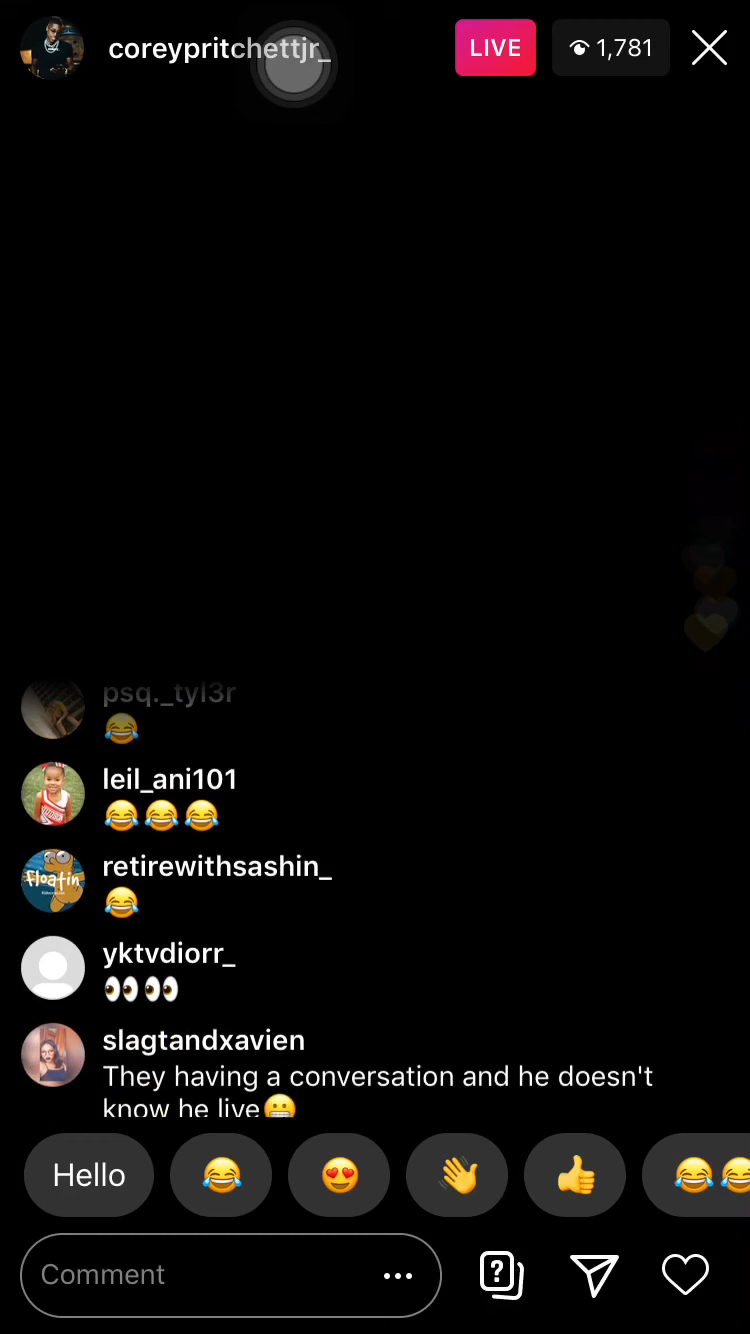 coreypritchettjr_
LIVE
1,781
psq._tyl3r
😂
leil_ani101
😂😂😂
retirewithsashin_
Floatin
😂
yktvdiorr_
👀👀
slagtandxavien
They having a conversation and he doesn't
know he live😬
Hello
😂
😍
👋
👍
😂😂
Comment